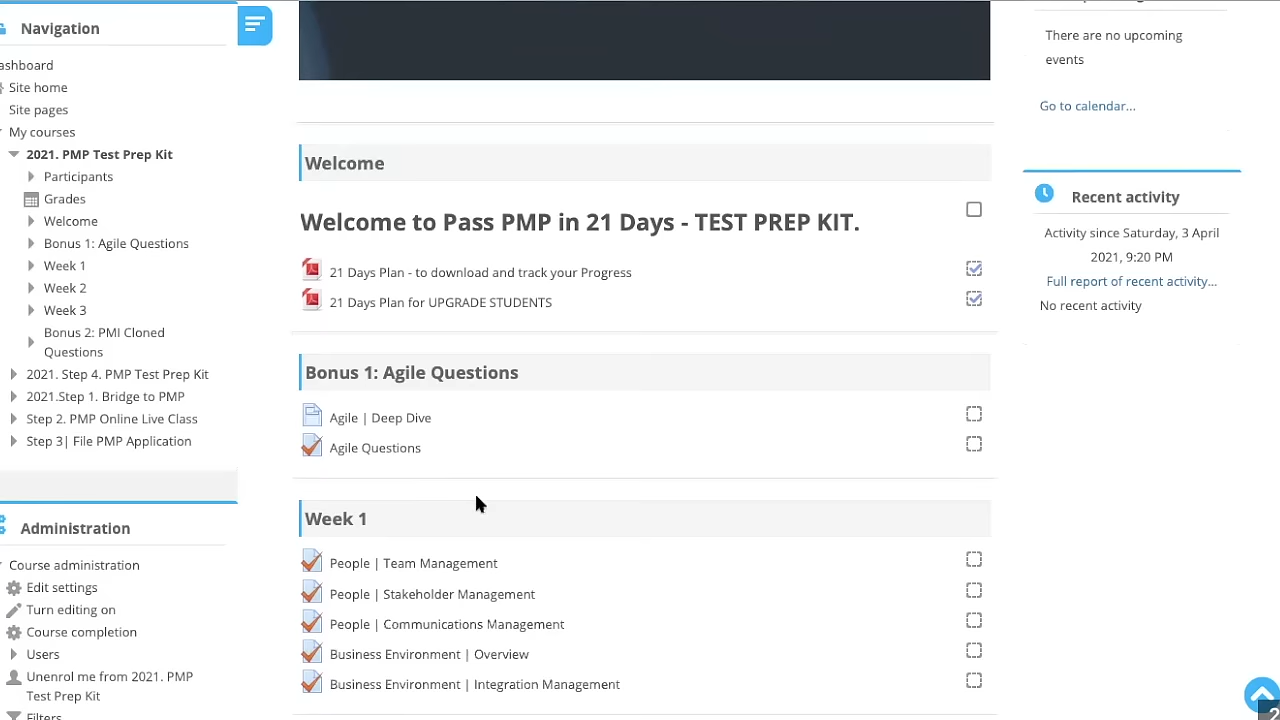 Navigation
ashboard
Site home
Site pages
My courses
2021. PMP Test Prep Kit
Participants
Grades
Welcome
Bonus 1: Agile Questions
Week 1
Week 2
Week 3
Bonus 2: PMI Cloned
Questions
2021. Step 4. PMP Test Prep Kit
2021.Step 1. Bridge to PMP
Step 2. PMP Online Live Class
Step 3| File PMP Application
Administration
Course administration
Edit settings
Turn editing on
Course completion
Users
Unenrol me from 2021. PMP
Test Prep Kit
Filters
Welcome
Welcome to Pass PMP in 21 Days - TEST PREP KIT.
21 Days Plan - to download and track your Progress
21 Days Plan for UPGRADE STUDENTS
Bonus 1: Agile Questions
Agile | Deep Dive
Agile Questions
Week 1
People | Team Management
People | Stakeholder Management
People | Communications Management
Business Environment | Overview
Business Environment | Integration Management
There are no upcoming
events
Go to calendar...
Recent activity
Activity since Saturday, 3 April
2021, 9:20 PM
Full report of recent activity...
No recent activity